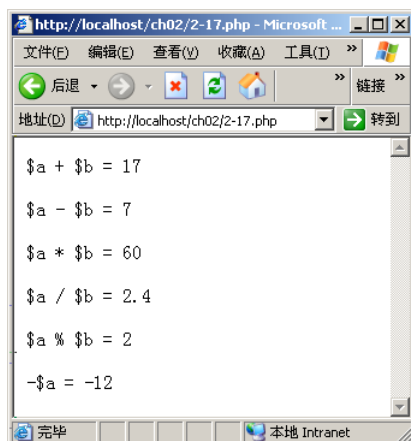 http://localhost/ch02/2-17.php - Microsoft ...
文件(F) 编辑(E) 查看(V) 收藏(A) 工具(T) »
后退 » 链接 »
地址(D) http://localhost/ch02/2-17.php 转到
$a + $b = 17
$a - $b = 7
$a * $b = 60
$a / $b = 2.4
$a % $b = 2
-$a = -12
完毕 本地 Intranet